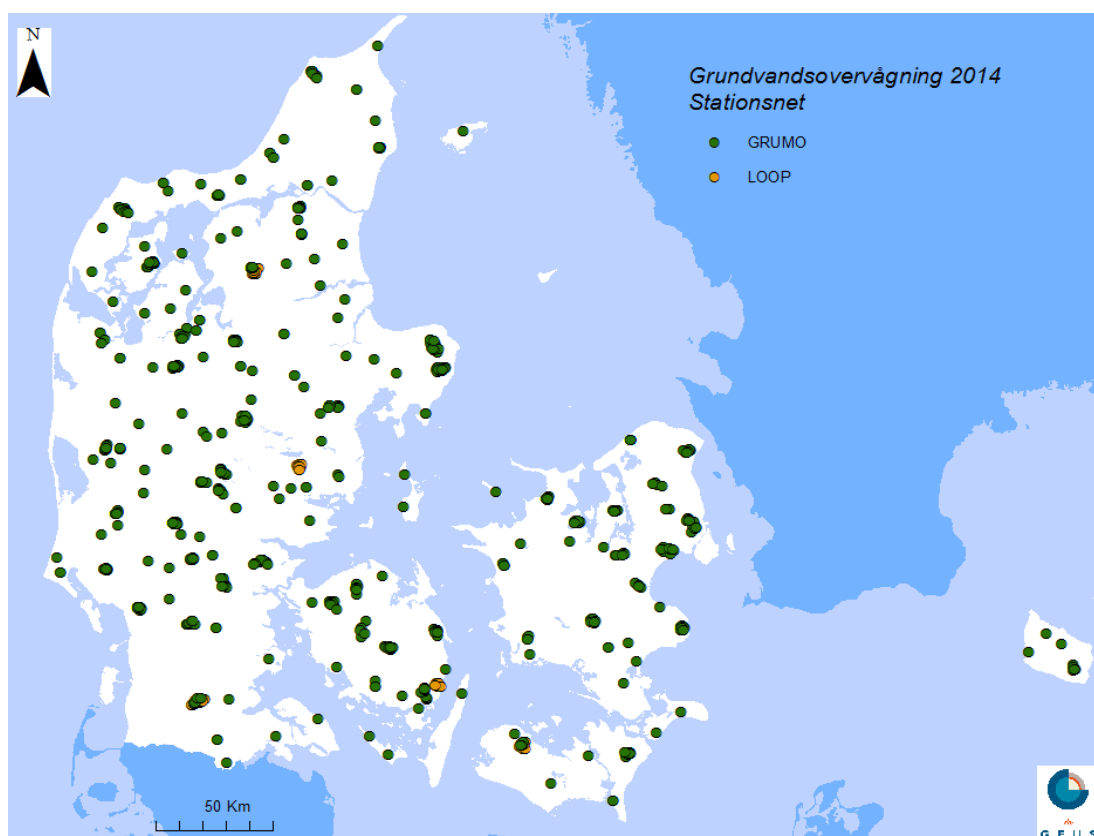 N
Grundvandsovervågning 2014
Stationsnet
GRUMO
LOOP
50 Km
G E U S